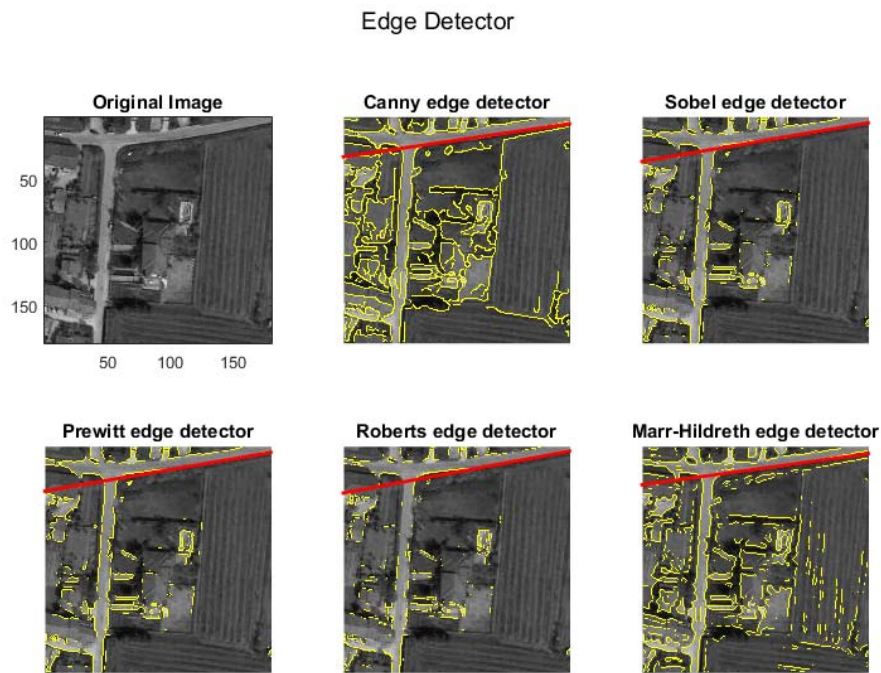 Edge Detector
Original Image
Canny edge detector
Sobel edge detector
50
100
150
50
100
150
Prewitt edge detector
Roberts edge detector
Marr-Hildreth edge detector